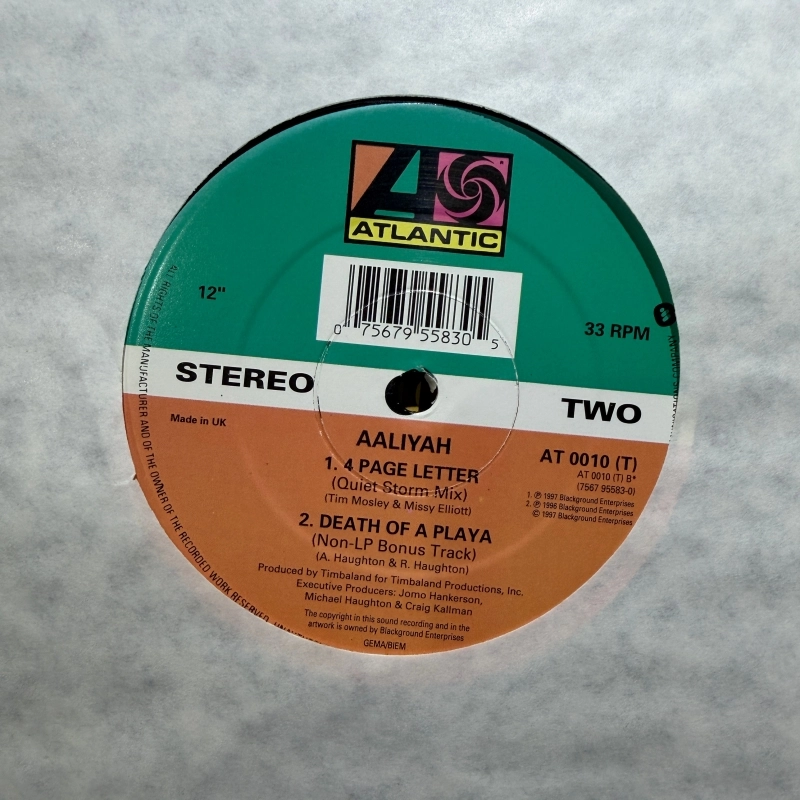 ATLANTIC
12"
0 75679 55830 5
33 RPM
STEREO
TWO
Made in UK
AALIYAH
AT 0010 (T)
AT 0010 (T) B*
(7567 95583-0)
1. ℗ 1997 Blackground Enterprises
2. ℗ 1996 Blackground Enterprises
© 1997 Blackground Enterprises
1. 4 PAGE LETTER
(Quiet Storm Mix)
(Tim Mosley & Missy Elliott)
2. DEATH OF A PLAYA
(Non-LP Bonus Track)
(A. Haughton & R. Haughton)
Produced by Timbaland for Timbaland Productions, Inc.
Executive Producers: Jomo Hankerson,
Michael Haughton & Craig Kallman
The copyright in this sound recording and in the
artwork is owned by Blackground Enterprises
GEMA/BIEM
ALL RIGHTS OF THE MANUFACTURER AND OF THE OWNER OF THE RECORDED WORK RESERVED.